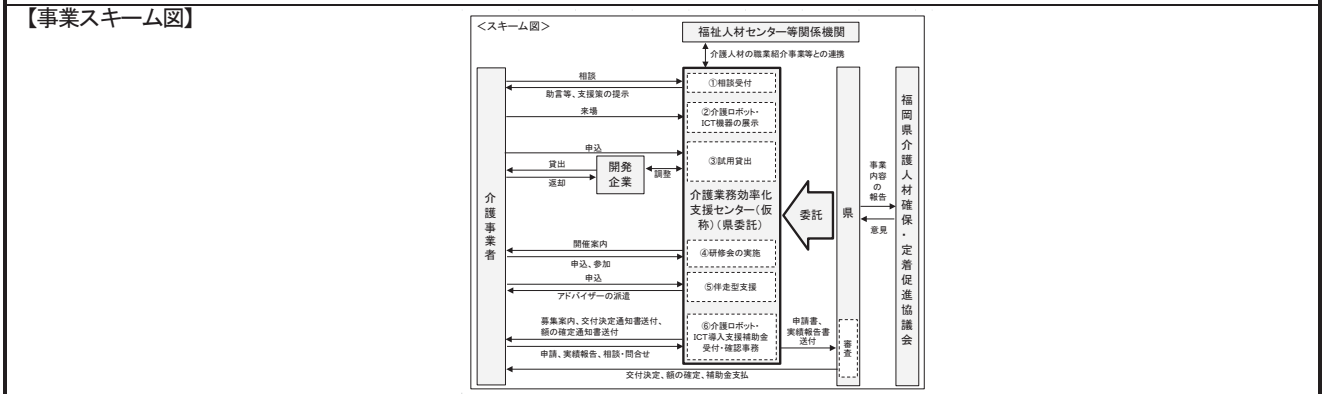 【事業スキーム図】
＜スキーム図＞
福祉人材センター等関係機関
介護人材の職業紹介事業等との連携
相談
①相談受付
助言等、支援策の提示
来場
②介護ロボット・
ICT機器の展示
申込
③試用貸出
貸出
開発
企業
調整
返却
介護事業者
介護業務効率化
支援センター（仮
称）（県委託）
委託
県
事業
内容
の
報告
意見
福岡県介護人材確保・定着促進協議会
開催案内
④研修会の実施
申込、参加
申込
⑤伴走型支援
アドバイザーの派遣
募集案内、交付決定通知書送付、
額の確定通知書送付
⑥介護ロボット・
ICT導入支援補助金
受付・確認事務
申請書、
実績報告書
送付
審査
申請、実績報告、相談・問合せ
交付決定、額の確定、補助金支払